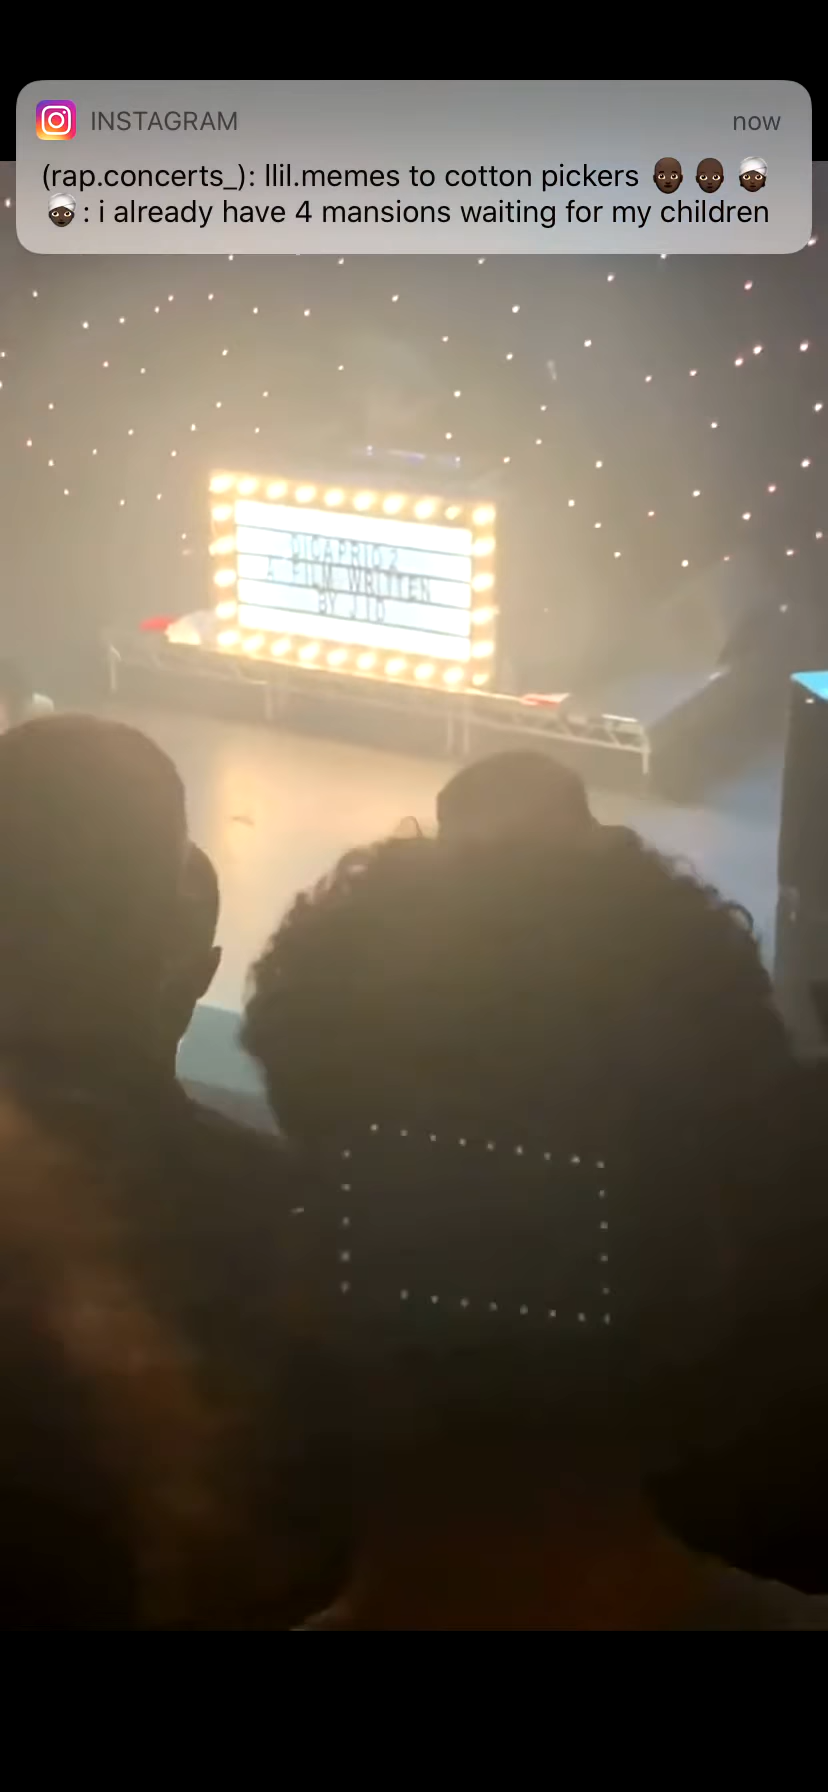 INSTAGRAM
now
(rap.concerts_): llil.memes to cotton pickers 👨🏿‍🦲👨🏿‍🦲👳🏿‍♀️
👳🏿‍♀️: i already have 4 mansions waiting for my children
DICAPRIO 2
A FILM WRITTEN
BY JID